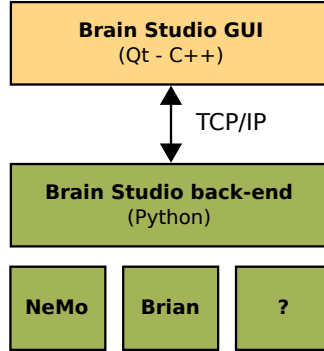 Brain Studio GUI
(Qt - C++)
TCP/IP
Brain Studio back-end
(Python)
NeMo Brian ?